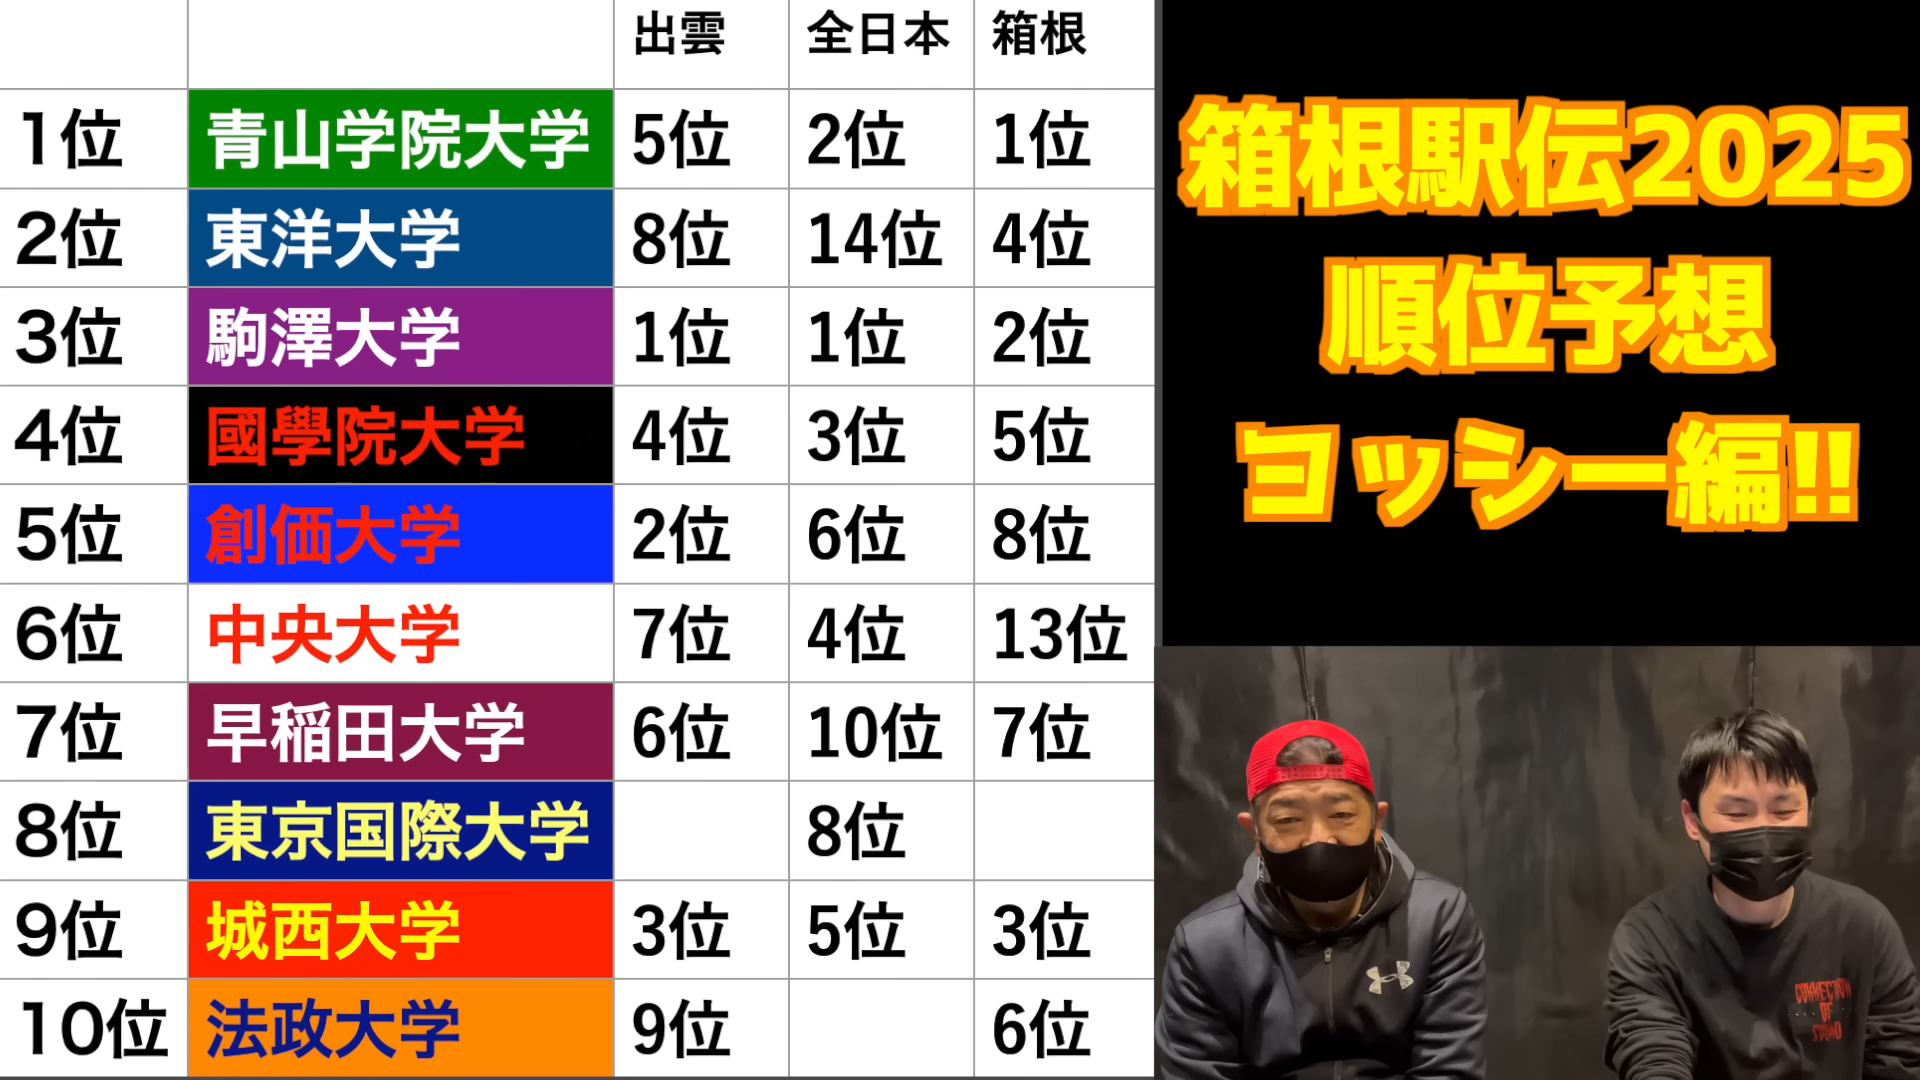 出雲 全日本 箱根
1位 青山学院大学 5位 2位 1位
2位 東洋大学 8位 14位 4位
3位 駒澤大学 1位 1位 2位
4位 國學院大学 4位 3位 5位
5位 創価大学 2位 6位 8位
6位 中央大学 7位 4位 13位
7位 早稲田大学 6位 10位 7位
8位 東京国際大学 8位
9位 城西大学 3位 5位 3位
10位 法政大学 9位 6位
箱根駅伝2025
順位予想
ヨッシー編!!
CONNECTION
OF